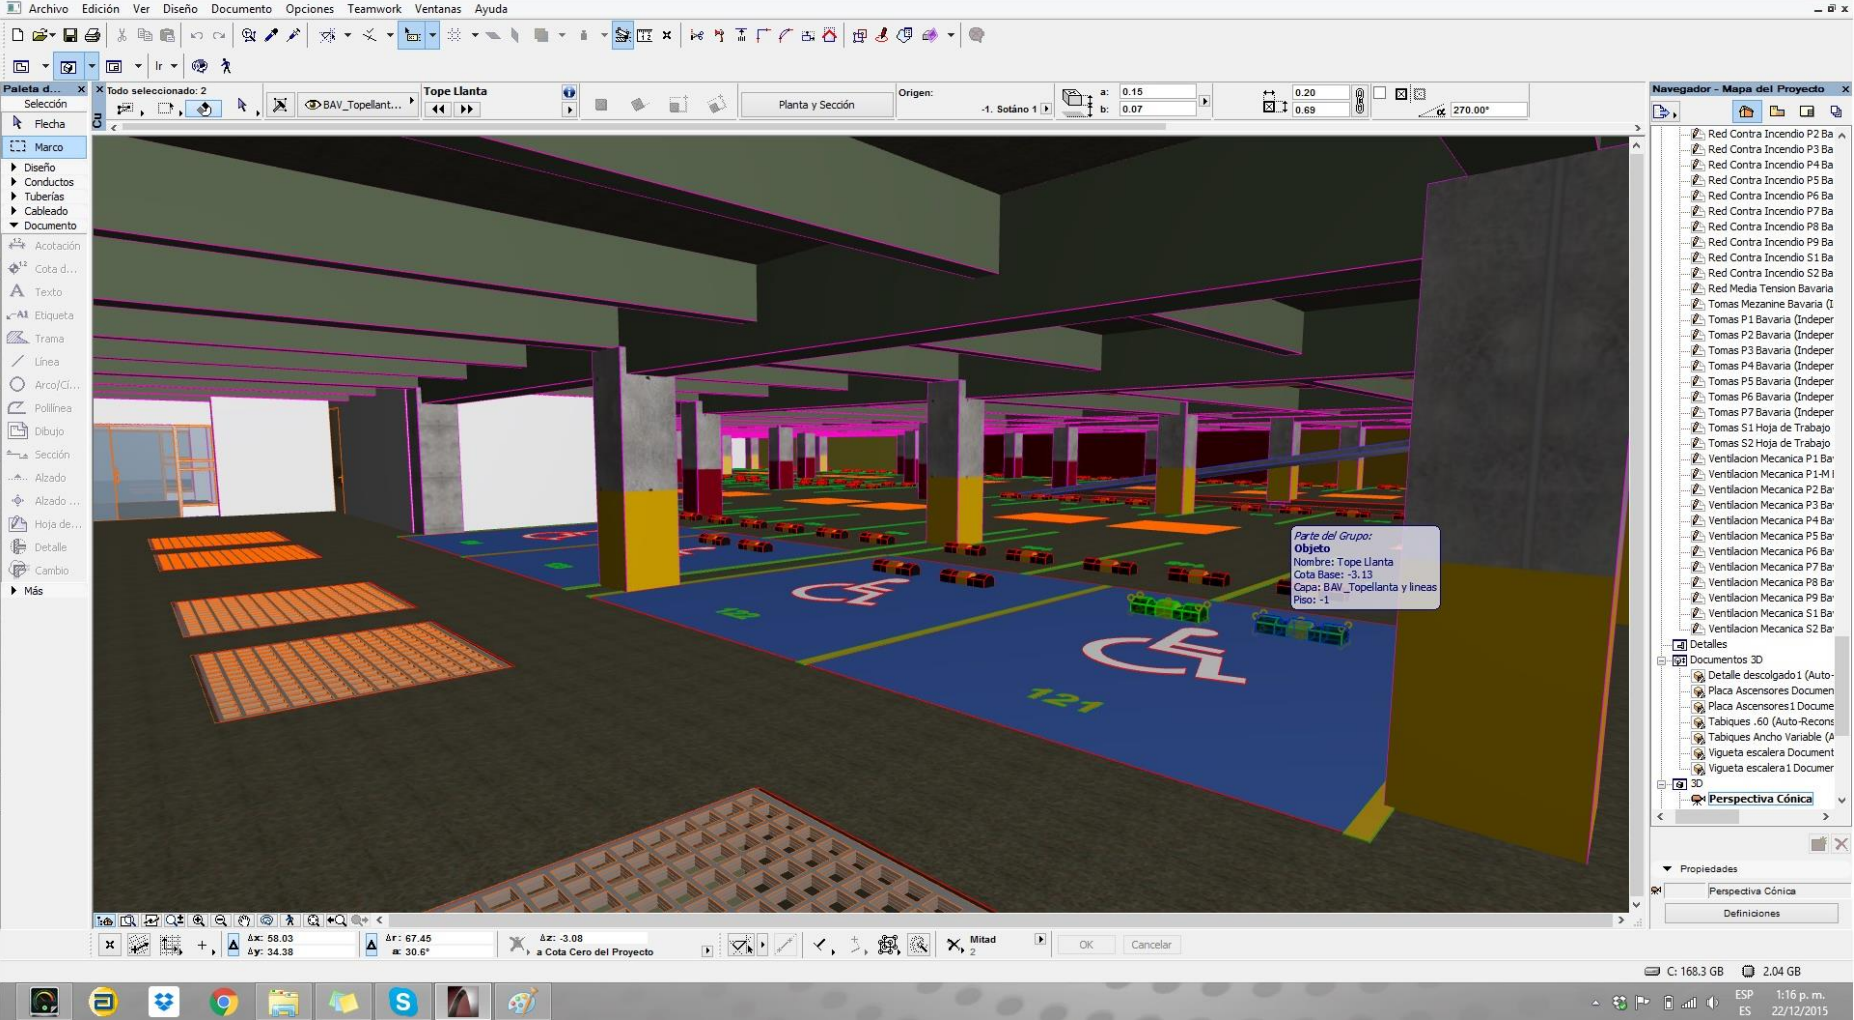 Archivo Edición Ver Diseño Documento Opciones Teamwork Ventanas Ayuda
Ir
Paleta d...
Selección
Flecha
Marco
Diseño
Conductos
Tuberías
Cableado
Documento
Acotación
Cota d...
Texto
A1 Etiqueta
Trama
Línea
Arco/Cí...
Polilínea
Dibujo
Sección
Alzado
Alzado ...
Hoja de...
Detalle
Cambio
Más
Todo seleccionado: 2
BAV_Topellant...
Tope Llanta
Planta y Sección
Origen:
-1. Sotáno 1
a: 0.15
b: 0.07
0.20
0.69
270.00°
Parte del Grupo:
Objeto
Nombre: Tope Llanta
Cota Base: -3.13
Capa: BAV_Topellanta y lineas
Piso: -1
122
121
Navegador - Mapa del Proyecto
Red Contra Incendio P2 Ba
Red Contra Incendio P3 Ba
Red Contra Incendio P4 Ba
Red Contra Incendio P5 Ba
Red Contra Incendio P6 Ba
Red Contra Incendio P7 Ba
Red Contra Incendio P8 Ba
Red Contra Incendio P9 Ba
Red Contra Incendio S1 Ba
Red Contra Incendio S2 Ba
Red Media Tension Bavaria
Tomas Mezanine Bavaria (I
Tomas P1 Bavaria (Indeper
Tomas P2 Bavaria (Indeper
Tomas P3 Bavaria (Indeper
Tomas P4 Bavaria (Indeper
Tomas P5 Bavaria (Indeper
Tomas P6 Bavaria (Indeper
Tomas P7 Bavaria (Indeper
Tomas S1 Hoja de Trabajo
Tomas S2 Hoja de Trabajo
Ventilacion Mecanica P1 Ba
Ventilacion Mecanica P1-M
Ventilacion Mecanica P2 Ba
Ventilacion Mecanica P3 Ba
Ventilacion Mecanica P4 Ba
Ventilacion Mecanica P5 Ba
Ventilacion Mecanica P6 Ba
Ventilacion Mecanica P7 Ba
Ventilacion Mecanica P8 Ba
Ventilacion Mecanica P9 Ba
Ventilacion Mecanica S1 Ba
Ventilacion Mecanica S2 Ba
Detalles
Documentos 3D
Detalle descolgado1 (Auto-
Placa Ascensores Documen
Placa Ascensores1 Docume
Tabiques .60 (Auto-Recons
Tabiques Ancho Variable (A
Vigueta escalera Document
Vigueta escalera1 Documer
3D
Perspectiva Cónica
Propiedades
Perspectiva Cónica
Definiciones
Δx: 58.03
Δy: 34.38
Δr: 67.45
α: 30.6°
Δz: -3.08
a Cota Cero del Proyecto
Mitad
2
OK Cancelar
C: 168.3 GB 2.04 GB
ESP
ES
1:16 p. m.
22/12/2015